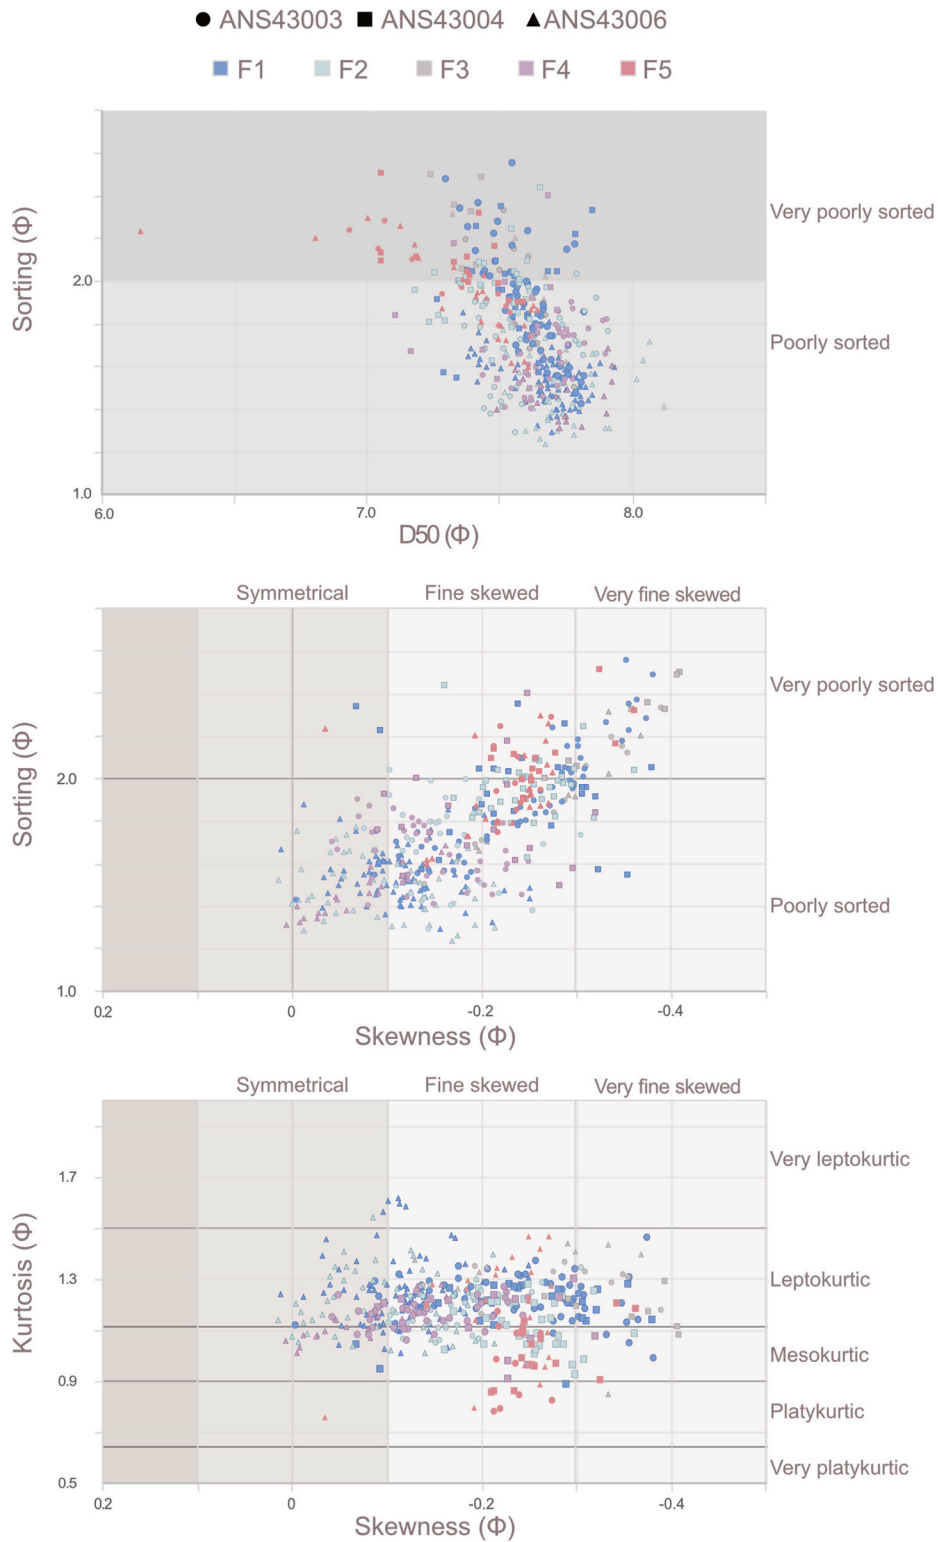 ANS43003 ANS43004 ANS43006
F1 F2 F3 F4 F5
Very poorly sorted
Sorting (Φ)
2.0
Poorly sorted
1.0
6.0 7.0 8.0
D50 (Φ)
Symmetrical Fine skewed Very fine skewed
Very poorly sorted
Sorting (Φ)
2.0
Poorly sorted
1.0
0.2 0 -0.2 -0.4
Skewness (Φ)
Symmetrical Fine skewed Very fine skewed
Very leptokurtic
1.7
Kurtosis (Φ)
1.3 Leptokurtic
Mesokurtic
0.9
Platykurtic
Very platykurtic
0.5
0.2 0 -0.2 -0.4
Skewness (Φ)